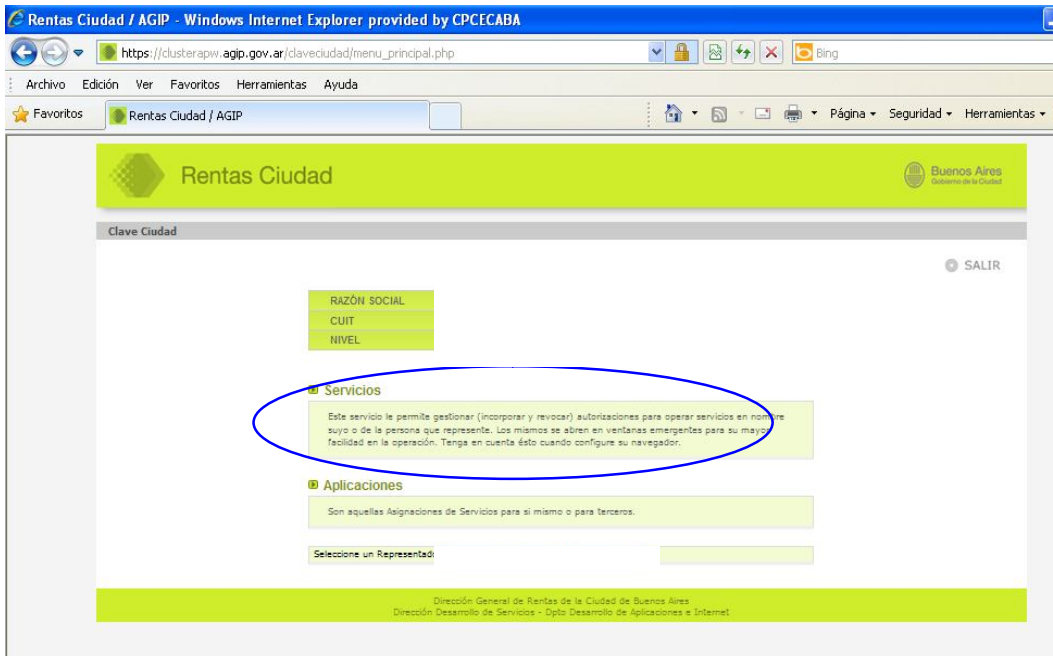 Rentas Ciudad / AGIP - Windows Internet Explorer provided by CPCECABA
https://clusterapw.agip.gov.ar/claveciudad/menu_principal.php
Bing
Archivo Edición Ver Favoritos Herramientas Ayuda
Favoritos Rentas Ciudad / AGIP Página Seguridad Herramientas
Rentas Ciudad
Buenos Aires
Gobierno de la Ciudad
Clave Ciudad
SALIR
RAZÓN SOCIAL
CUIT
NIVEL
Servicios
Este servicio le permite gestionar (incorporar y revocar) autorizaciones para operar servicios en nombre
suyo o de la persona que represente. Los mismos se abren en ventanas emergentes para su mayor
facilidad en la operación. Tenga en cuenta ésto cuando configure su navegador.
Aplicaciones
Son aquellas Asignaciones de Servicios para si mismo o para terceros.
Seleccione un Representado
Dirección General de Rentas de la Ciudad de Buenos Aires
Dirección Desarrollo de Servicios - Dpto Desarrollo de Aplicaciones e Internet